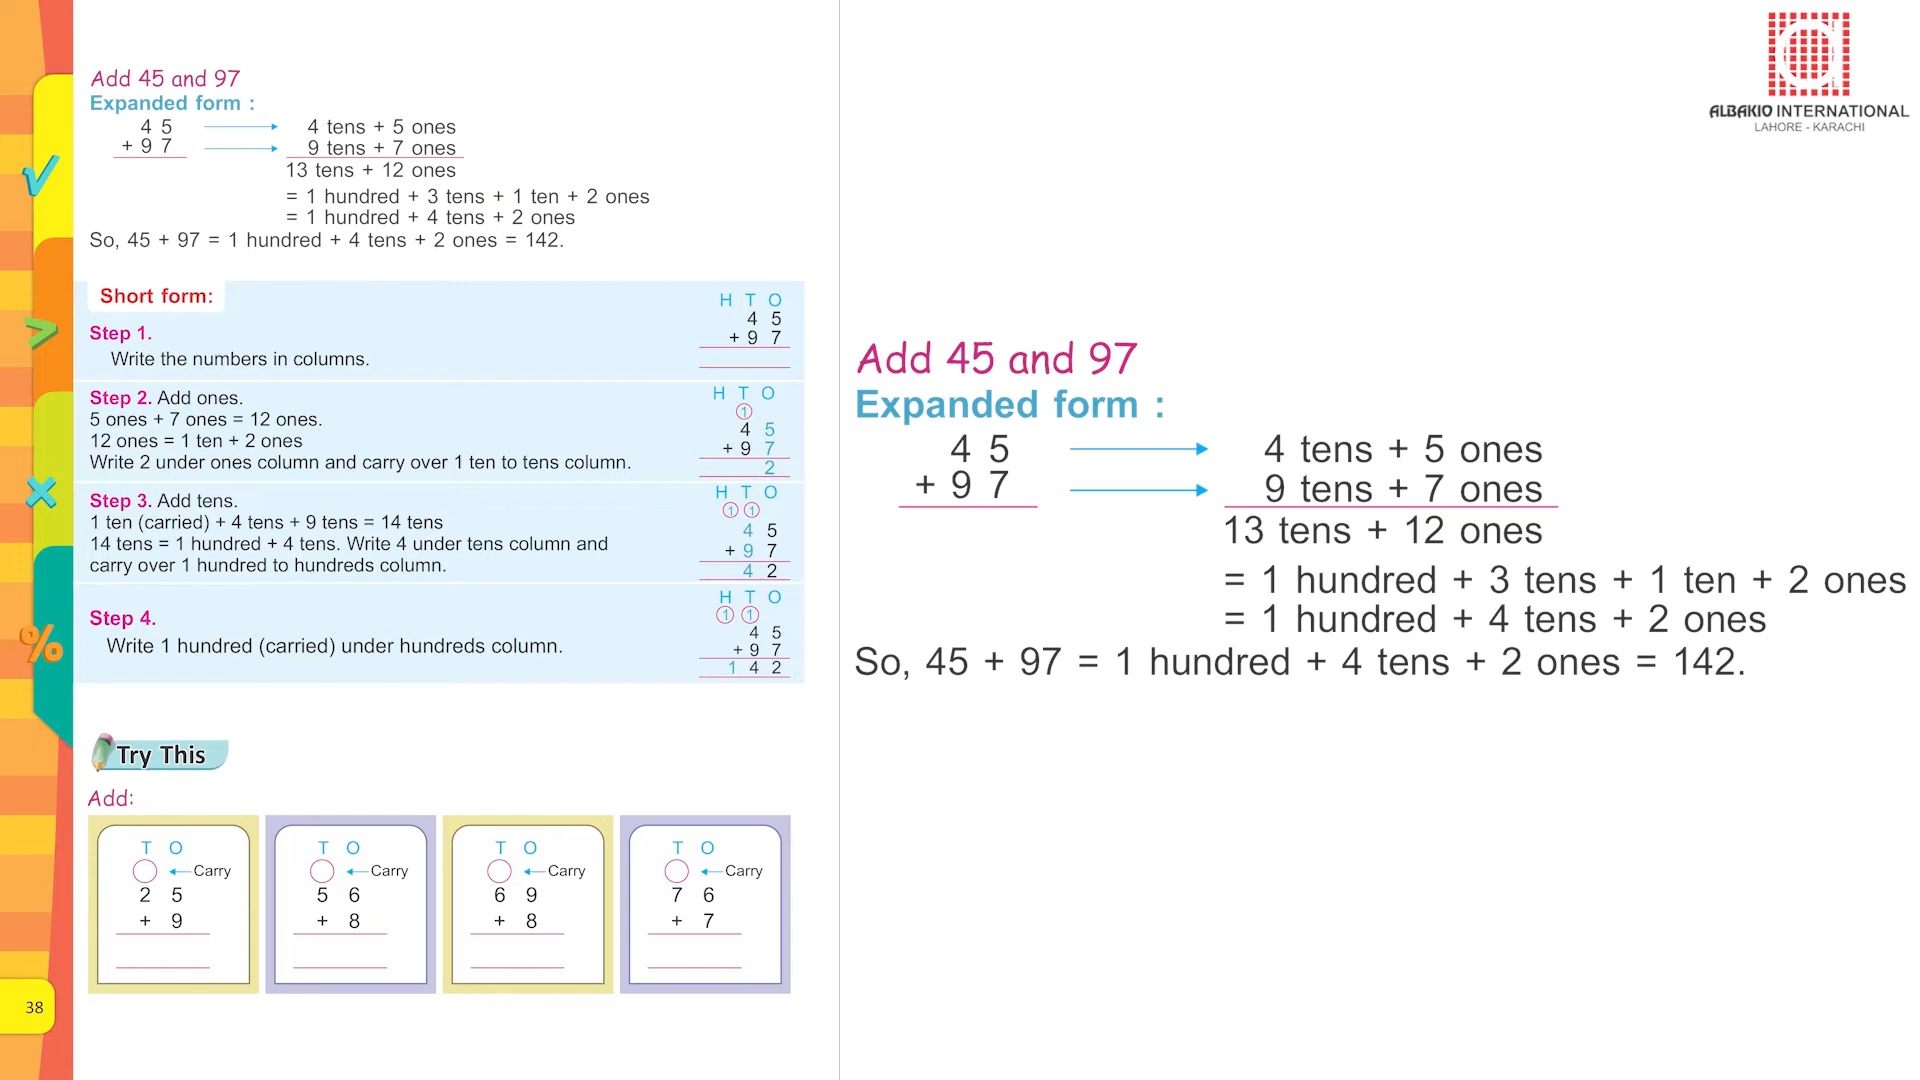 Add 45 and 97
Expanded form :
4 5 4 tens + 5 ones
+ 9 7 9 tens + 7 ones
13 tens + 12 ones
= 1 hundred + 3 tens + 1 ten + 2 ones
= 1 hundred + 4 tens + 2 ones
So, 45 + 97 = 1 hundred + 4 tens + 2 ones = 142.
Short form:
Step 1.
Write the numbers in columns.
H T O
4 5
+ 9 7
Step 2. Add ones.
5 ones + 7 ones = 12 ones.
12 ones = 1 ten + 2 ones
Write 2 under ones column and carry over 1 ten to tens column.
H T O
1
4 5
+ 9 7
2
Step 3. Add tens.
1 ten (carried) + 4 tens + 9 tens = 14 tens
14 tens = 1 hundred + 4 tens. Write 4 under tens column and
carry over 1 hundred to hundreds column.
H T O
1 1
4 5
+ 9 7
4 2
Step 4.
Write 1 hundred (carried) under hundreds column.
H T O
1 1
4 5
+ 9 7
1 4 2
Try This
Add:
T O
Carry
2 5
+ 9
T O
Carry
5 6
+ 8
T O
Carry
6 9
+ 8
T O
Carry
7 6
+ 7
38
√
>
×
%
ALBAKIO INTERNATIONAL
LAHORE - KARACHI
Add 45 and 97
Expanded form :
4 5 4 tens + 5 ones
+ 9 7 9 tens + 7 ones
13 tens + 12 ones
= 1 hundred + 3 tens + 1 ten + 2 ones
= 1 hundred + 4 tens + 2 ones
So, 45 + 97 = 1 hundred + 4 tens + 2 ones = 142.